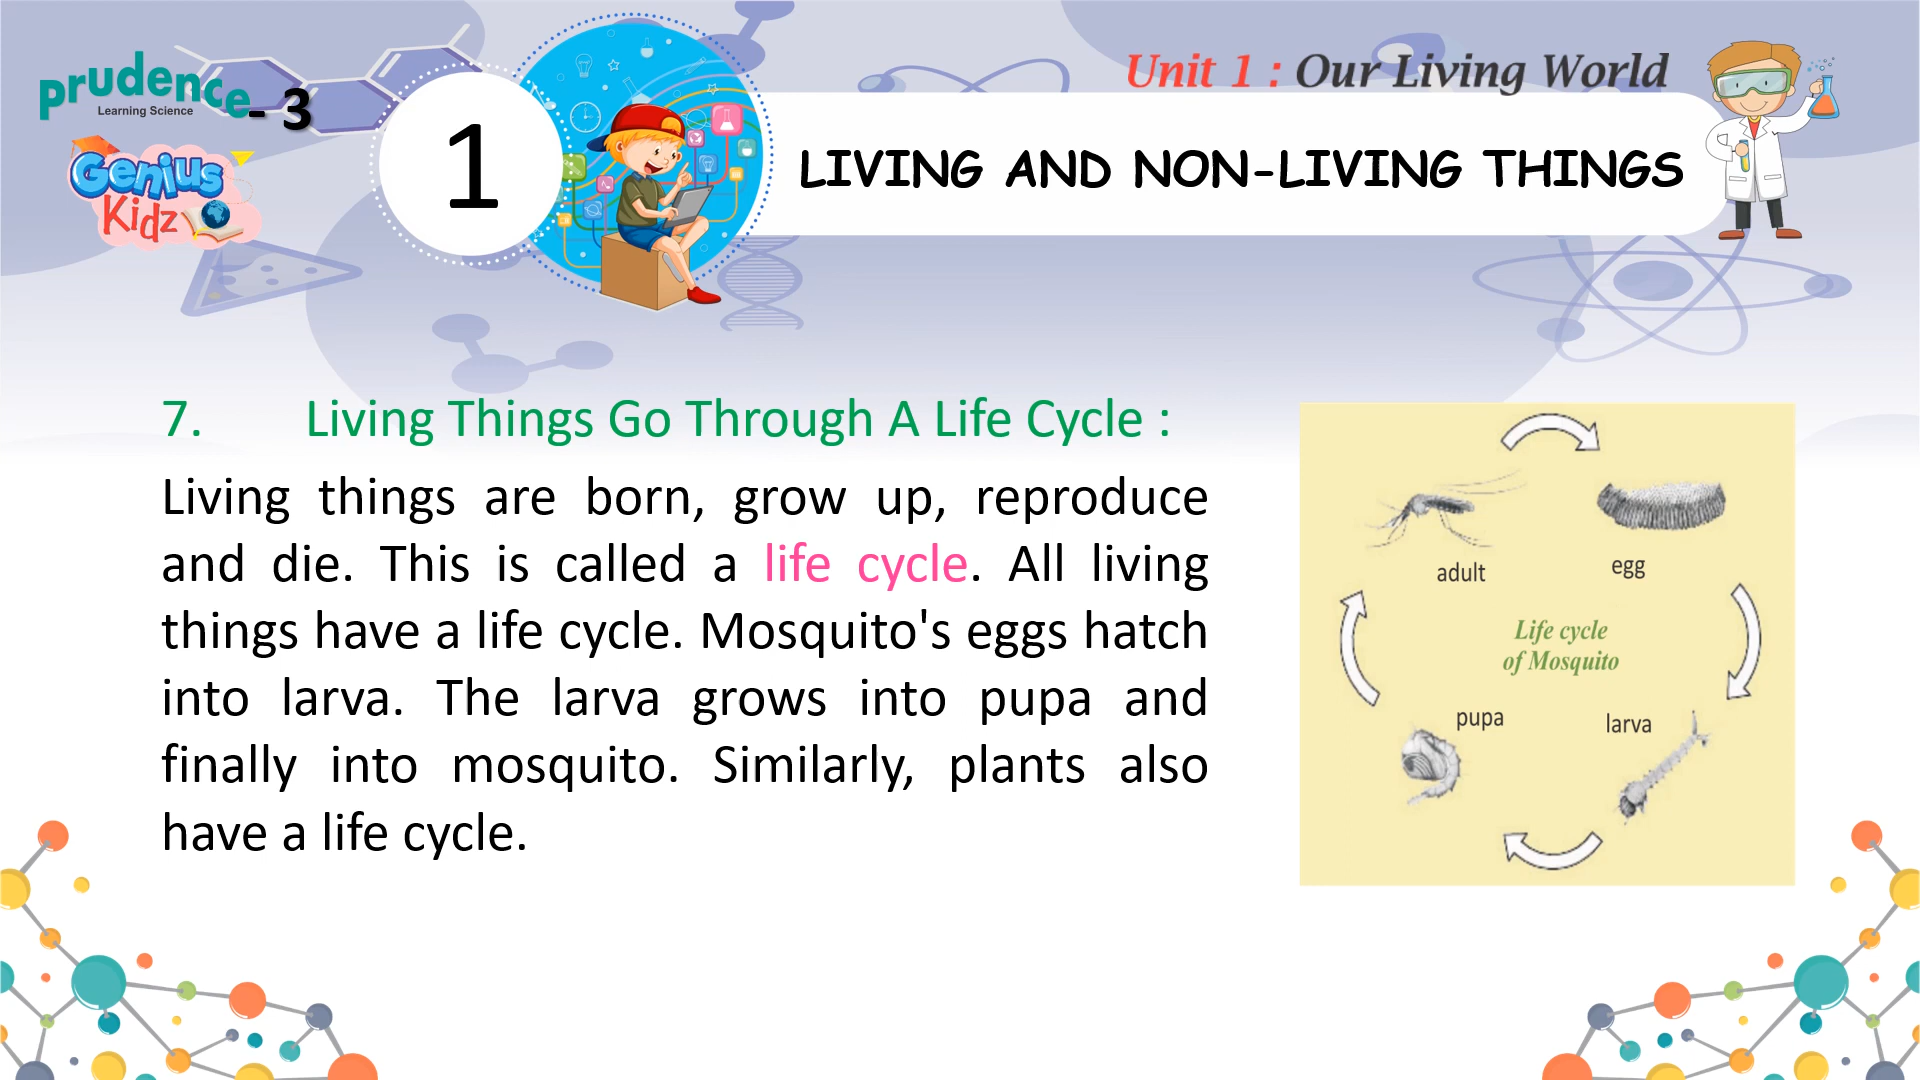 prudence - 3
Learning Science
Genius
Kidz
1
Unit 1 : Our Living World
LIVING AND NON-LIVING THINGS
7. Living Things Go Through A Life Cycle :
Living things are born, grow up, reproduce
and die. This is called a life cycle. All living
things have a life cycle. Mosquito's eggs hatch
into larva. The larva grows into pupa and
finally into mosquito. Similarly, plants also
have a life cycle.
adult
egg
Life cycle
of Mosquito
pupa
larva